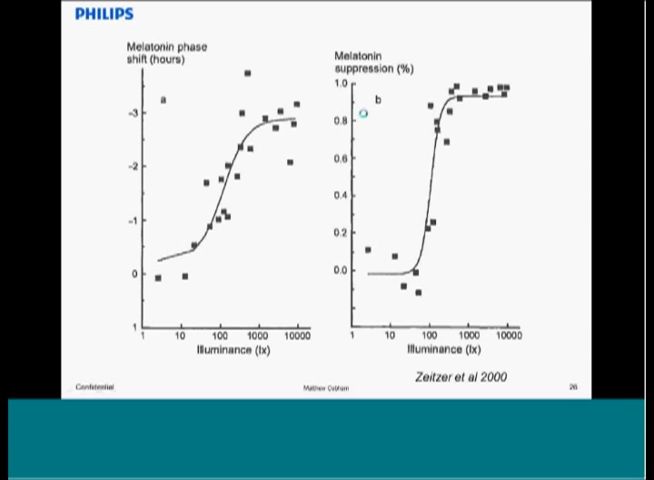 PHILIPS
Melatonin phase
shift (hours)
a
-3
-2
-1
0
1
1 10 100 1000 10000
Illuminance (lx)
Melatonin
suppression (%)
b
1.0
0.8
0.6
0.4
0.2
0.0
1 10 100 1000 10000
Illuminance (lx)
Zeitzer et al 2000
Confidential
Matthew
26